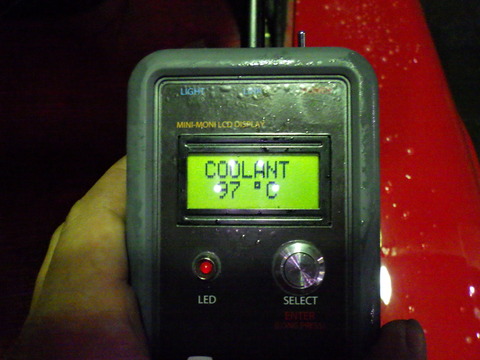 LIGHT
MINI-MONI LCD DISPLAY
COOLANT
97 °C
LED SELECT
ENTER